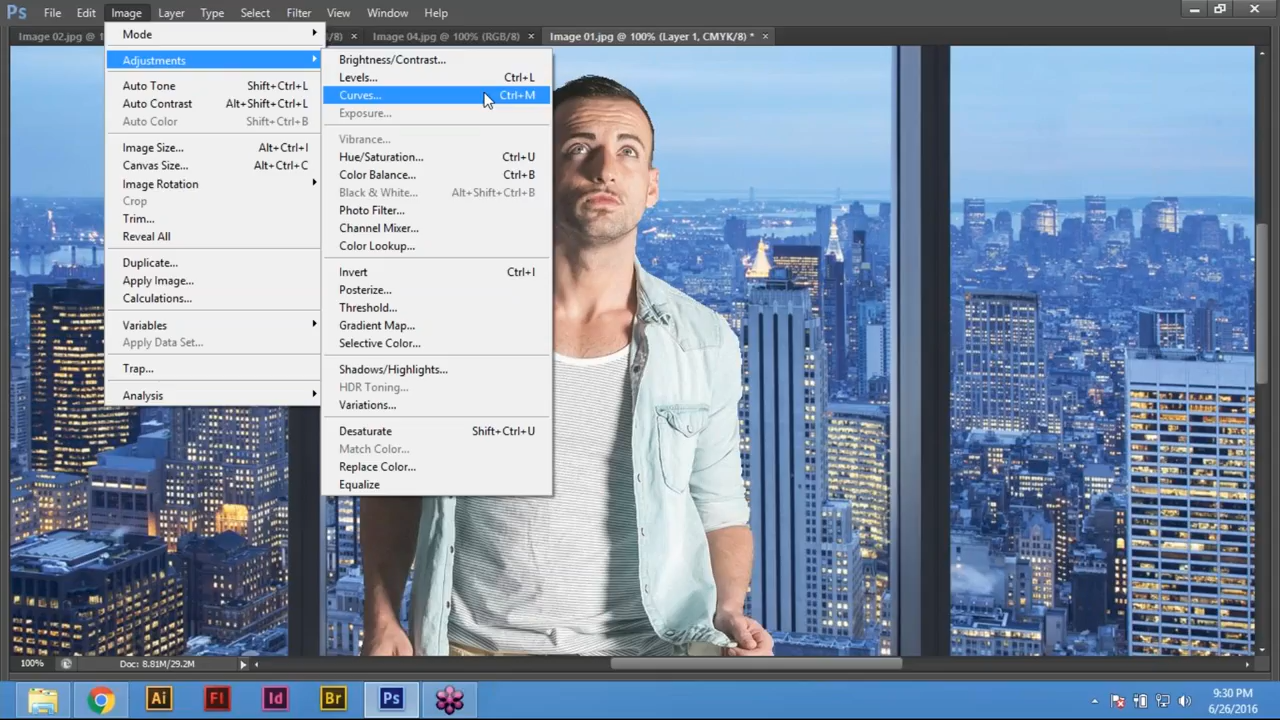 Ps File Edit Image Layer Type Select Filter View Window Help
Image 02.jpg @ 10
/8) × Image 04.jpg @ 100% (RGB/8) × Image 01.jpg @ 100% (Layer 1, CMYK/8) * ×
Mode
Adjustments
Auto Tone Shift+Ctrl+L
Auto Contrast Alt+Shift+Ctrl+L
Auto Color Shift+Ctrl+B
Image Size... Alt+Ctrl+I
Canvas Size... Alt+Ctrl+C
Image Rotation
Crop
Trim...
Reveal All
Duplicate...
Apply Image...
Calculations...
Variables
Apply Data Set...
Trap...
Analysis
Brightness/Contrast...
Levels... Ctrl+L
Curves... Ctrl+M
Exposure...
Vibrance...
Hue/Saturation... Ctrl+U
Color Balance... Ctrl+B
Black & White... Alt+Shift+Ctrl+B
Photo Filter...
Channel Mixer...
Color Lookup...
Invert Ctrl+I
Posterize...
Threshold...
Gradient Map...
Selective Color...
Shadows/Highlights...
HDR Toning...
Variations...
Desaturate Shift+Ctrl+U
Match Color...
Replace Color...
Equalize
100% Doc: 8.81M/29.2M
Ai Fl Id Br Ps
9:30 PM
6/26/2016